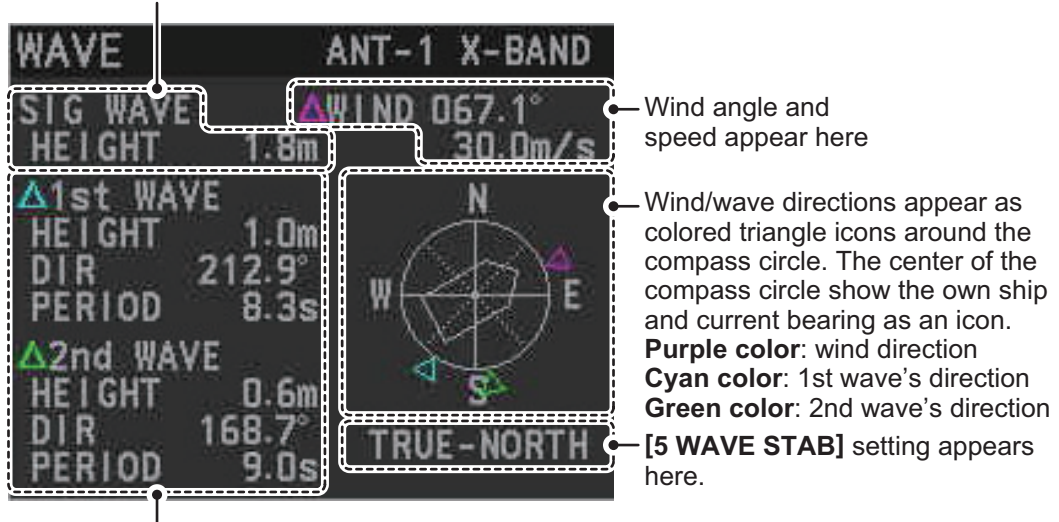 WAVE ANT-1 X-BAND
SIG WAVE
HEIGHT 1.8m
WIND 067.1°
30.0m/s
1st WAVE
HEIGHT 1.0m
DIR 212.9°
PERIOD 8.3s
2nd WAVE
HEIGHT 0.6m
DIR 168.7°
PERIOD 9.0s
N
W
E
S
TRUE-NORTH
Wind angle and
speed appear here
Wind/wave directions appear as
colored triangle icons around the
compass circle. The center of the
compass circle show the own ship
and current bearing as an icon.
Purple color: wind direction
Cyan color: 1st wave's direction
Green color: 2nd wave's direction
[5 WAVE STAB] setting appears
here.